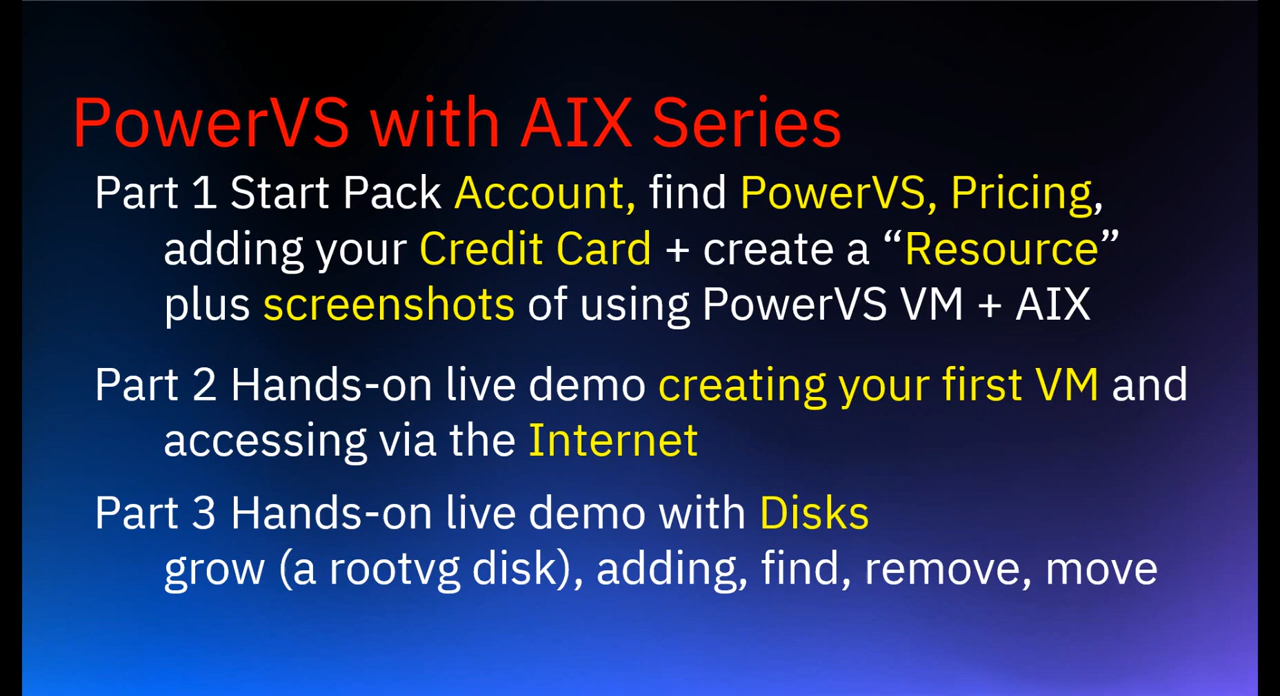 PowerVS with AIX Series
Part 1 Start Pack Account, find PowerVS, Pricing,
adding your Credit Card + create a “Resource”
plus screenshots of using PowerVS VM + AIX
Part 2 Hands-on live demo creating your first VM and
accessing via the Internet
Part 3 Hands-on live demo with Disks
grow (a rootvg disk), adding, find, remove, move